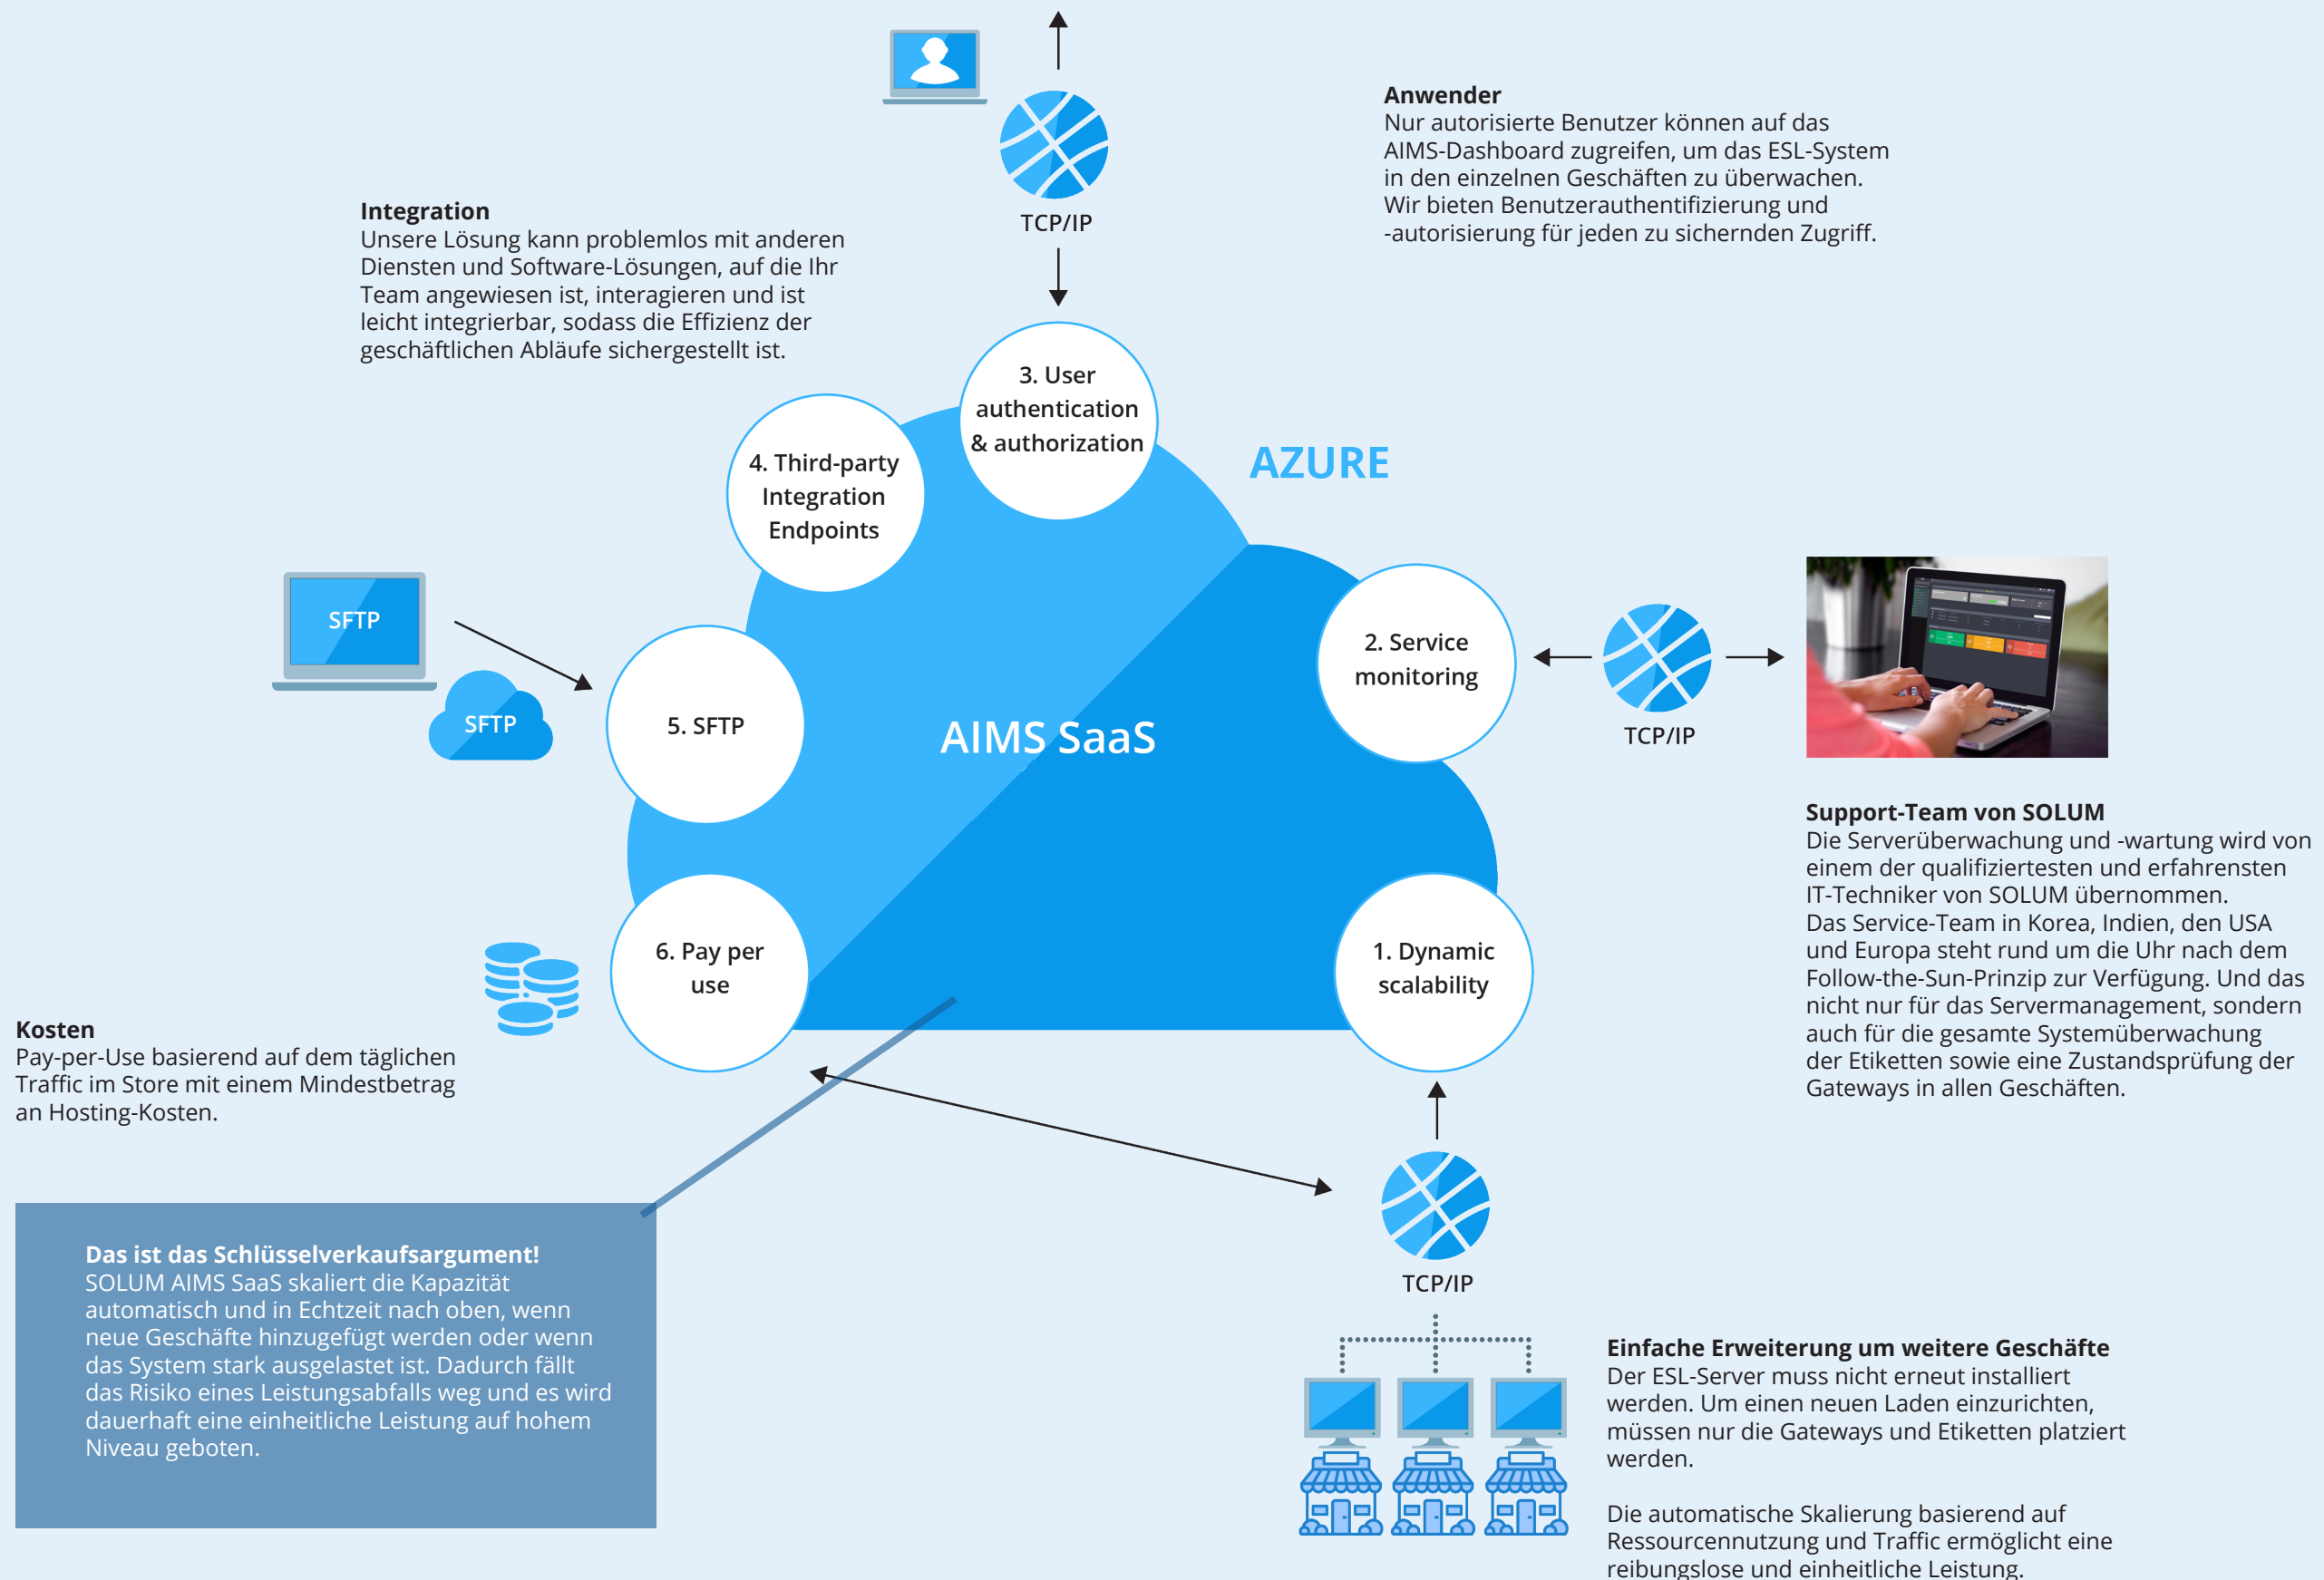 TCP/IP
Anwender
Nur autorisierte Benutzer können auf das
AIMS-Dashboard zugreifen, um das ESL-System
in den einzelnen Geschäften zu überwachen.
Wir bieten Benutzerauthentifizierung und
-autorisierung für jeden zu sichernden Zugriff.
Integration
Unsere Lösung kann problemlos mit anderen
Diensten und Software-Lösungen, auf die Ihr
Team angewiesen ist, interagieren und ist
leicht integrierbar, sodass die Effizienz der
geschäftlichen Abläufe sichergestellt ist.
3. User
authentication
& authorization
4. Third-party
Integration
Endpoints
AZURE
SFTP
SFTP
5. SFTP
AIMS SaaS
2. Service
monitoring
TCP/IP
Support-Team von SOLUM
Die Serverüberwachung und -wartung wird von
einem der qualifiziertesten und erfahrensten
IT-Techniker von SOLUM übernommen.
Das Service-Team in Korea, Indien, den USA
und Europa steht rund um die Uhr nach dem
Follow-the-Sun-Prinzip zur Verfügung. Und das
nicht nur für das Servermanagement, sondern
auch für die gesamte Systemüberwachung
der Etiketten sowie eine Zustandsprüfung der
Gateways in allen Geschäften.
6. Pay per
use
1. Dynamic
scalability
Kosten
Pay-per-Use basierend auf dem täglichen
Traffic im Store mit einem Mindestbetrag
an Hosting-Kosten.
Das ist das Schlüsselverkaufsargument!
SOLUM AIMS SaaS skaliert die Kapazität
automatisch und in Echtzeit nach oben, wenn
neue Geschäfte hinzugefügt werden oder wenn
das System stark ausgelastet ist. Dadurch fällt
das Risiko eines Leistungsabfalls weg und es wird
dauerhaft eine einheitliche Leistung auf hohem
Niveau geboten.
TCP/IP
Einfache Erweiterung um weitere Geschäfte
Der ESL-Server muss nicht erneut installiert
werden. Um einen neuen Laden einzurichten,
müssen nur die Gateways und Etiketten platziert
werden.
Die automatische Skalierung basierend auf
Ressourcennutzung und Traffic ermöglicht eine
reibungslose und einheitliche Leistung.